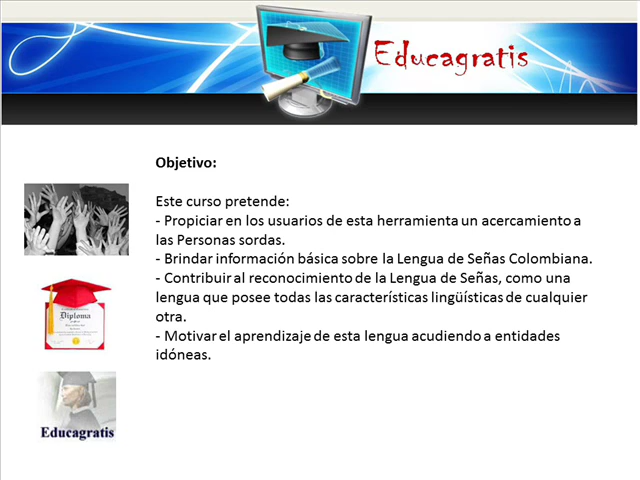 Educagratis
Objetivo:
Este curso pretende:
- Propiciar en los usuarios de esta herramienta un acercamiento a
las Personas sordas.
- Brindar información básica sobre la Lengua de Señas Colombiana.
- Contribuir al reconocimiento de la Lengua de Señas, como una
lengua que posee todas las características lingüísticas de cualquier
otra.
- Motivar el aprendizaje de esta lengua acudiendo a entidades
idóneas.
Diploma
Educagratis